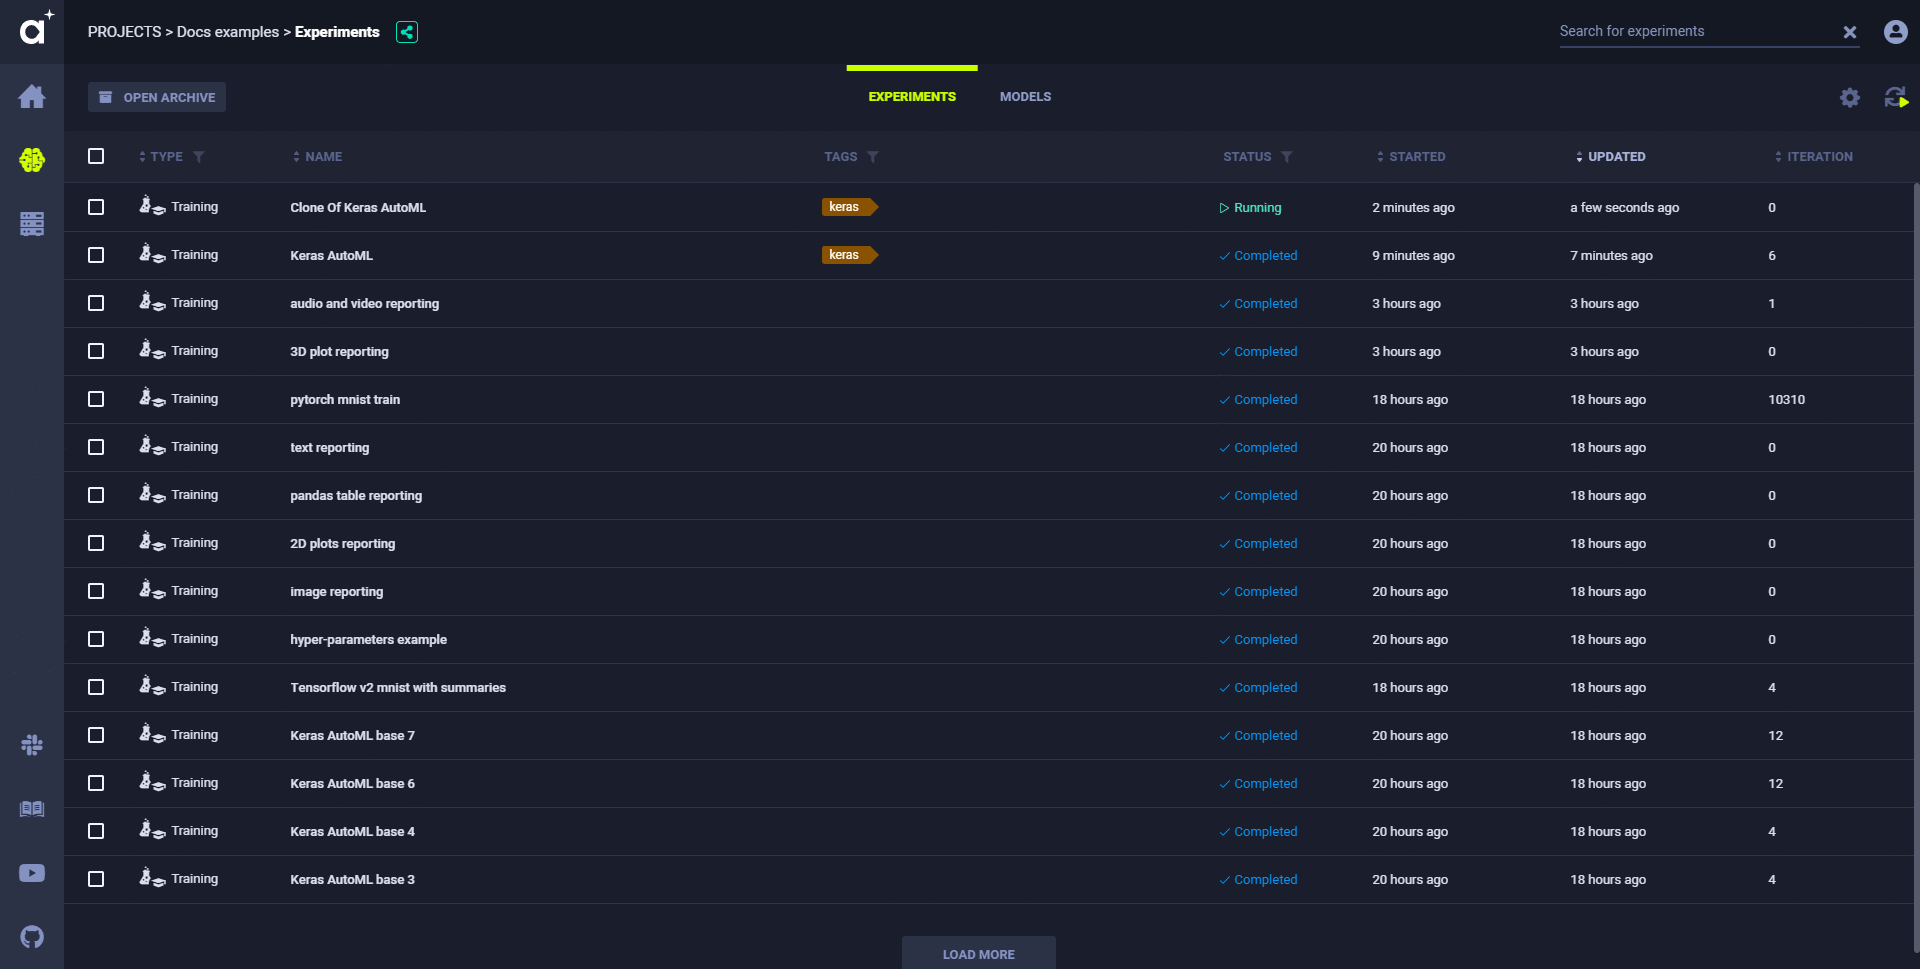 PROJECTS > Docs examples > Experiments
Search for experiments
OPEN ARCHIVE
EXPERIMENTS MODELS
TYPE NAME TAGS STATUS STARTED UPDATED ITERATION
Training Clone Of Keras AutoML keras Running 2 minutes ago a few seconds ago 0
Training Keras AutoML keras Completed 9 minutes ago 7 minutes ago 6
Training audio and video reporting Completed 3 hours ago 3 hours ago 1
Training 3D plot reporting Completed 3 hours ago 3 hours ago 0
Training pytorch mnist train Completed 18 hours ago 18 hours ago 10310
Training text reporting Completed 20 hours ago 18 hours ago 0
Training pandas table reporting Completed 20 hours ago 18 hours ago 0
Training 2D plots reporting Completed 20 hours ago 18 hours ago 0
Training image reporting Completed 20 hours ago 18 hours ago 0
Training hyper-parameters example Completed 20 hours ago 18 hours ago 0
Training Tensorflow v2 mnist with summaries Completed 18 hours ago 18 hours ago 4
Training Keras AutoML base 7 Completed 20 hours ago 18 hours ago 12
Training Keras AutoML base 6 Completed 20 hours ago 18 hours ago 12
Training Keras AutoML base 4 Completed 20 hours ago 18 hours ago 4
Training Keras AutoML base 3 Completed 20 hours ago 18 hours ago 4
LOAD MORE